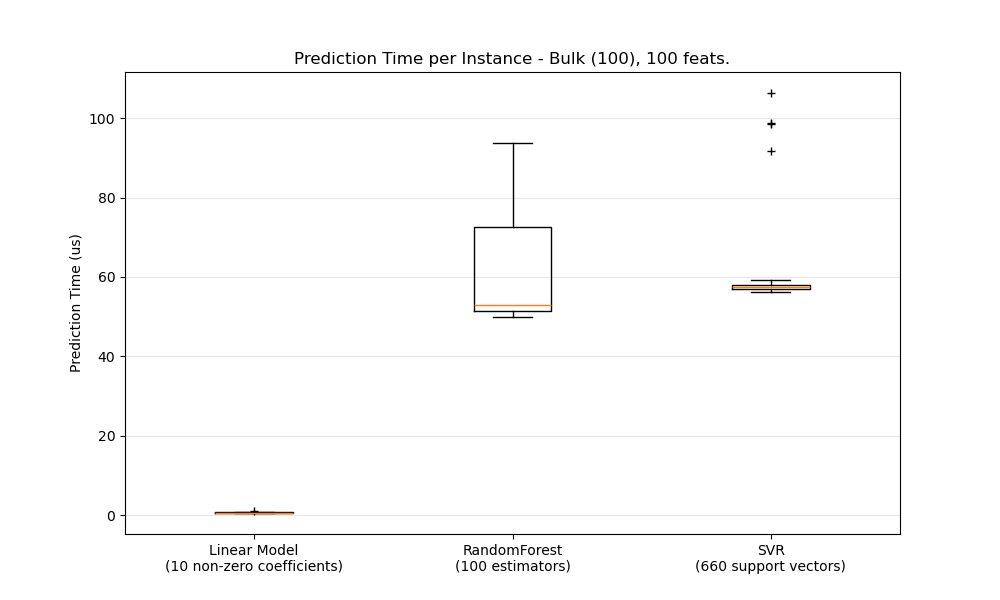 Prediction Time per Instance - Bulk (100), 100 feats.
Prediction Time (us)
100
80
60
40
20
0
Linear Model
(10 non-zero coefficients)
RandomForest
(100 estimators)
SVR
(660 support vectors)